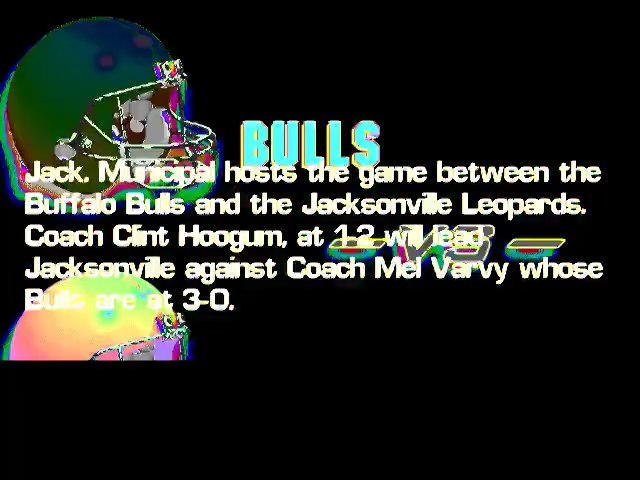 BULLS
Jack. Municipal hosts the game between the
Buffalo Bulls and the Jacksonville Leopards.
VS
Coach Clint Hoogum, at 1-2 will lead
Jacksonville against Coach Mel Varvy whose
Bulls are at 3-0.